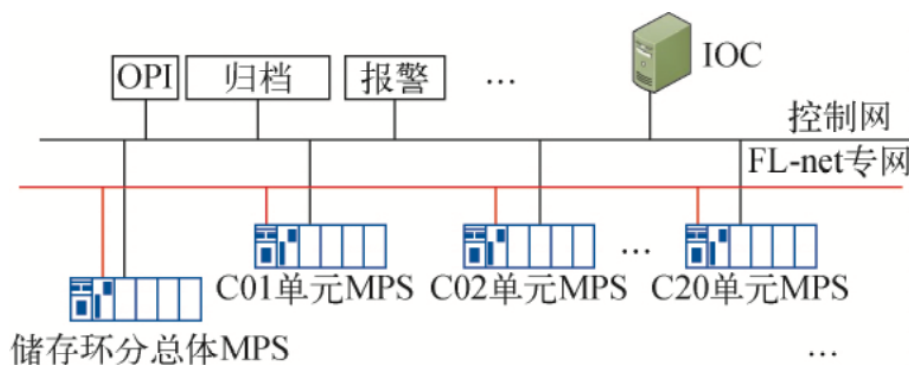 OPI 归档 报警 … IOC
控制网
FL-net专网
…
C01单元MPS C02单元MPS C20单元MPS
储存环分总体MPS …